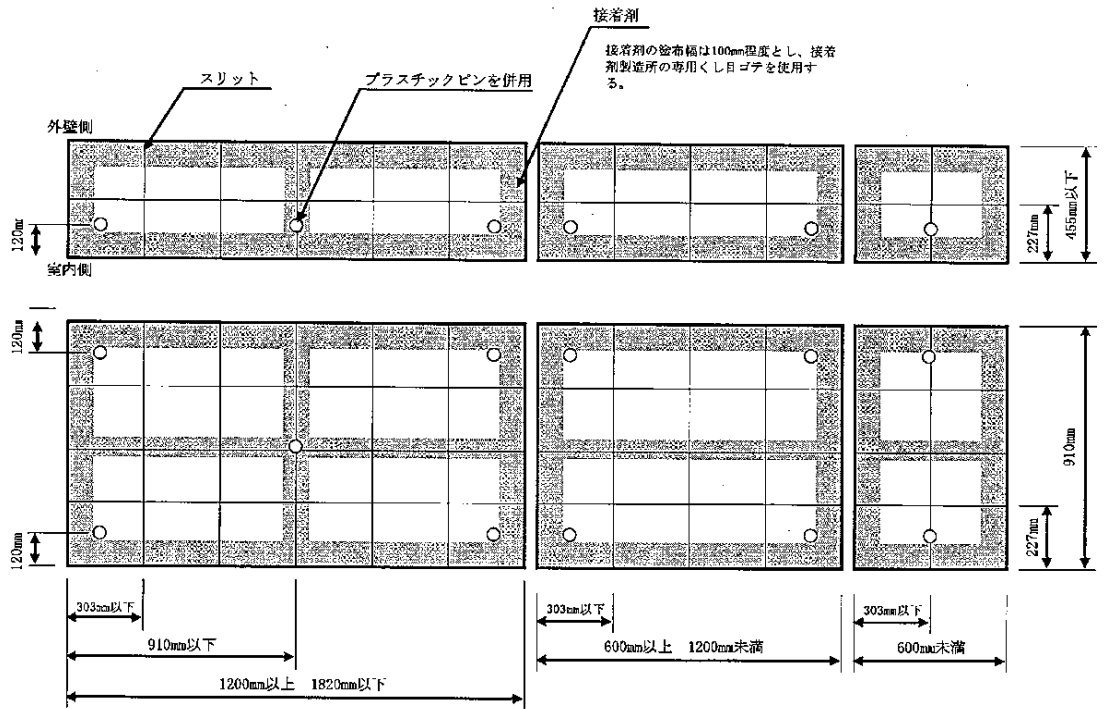 接着剤
接着剤の塗布幅は100mm程度とし、接着
剤製造所の専用くし目ゴテを使用す
る。
スリット
プラスチックピンを併用
外壁側
120mm
室内側
227mm
455mm以下
120mm
120mm
910mm
227mm
303mm以下
303mm以下
303mm以下
910mm以下
600mm以上 1200mm未満
600mm未満
1200mm以上 1820mm以下